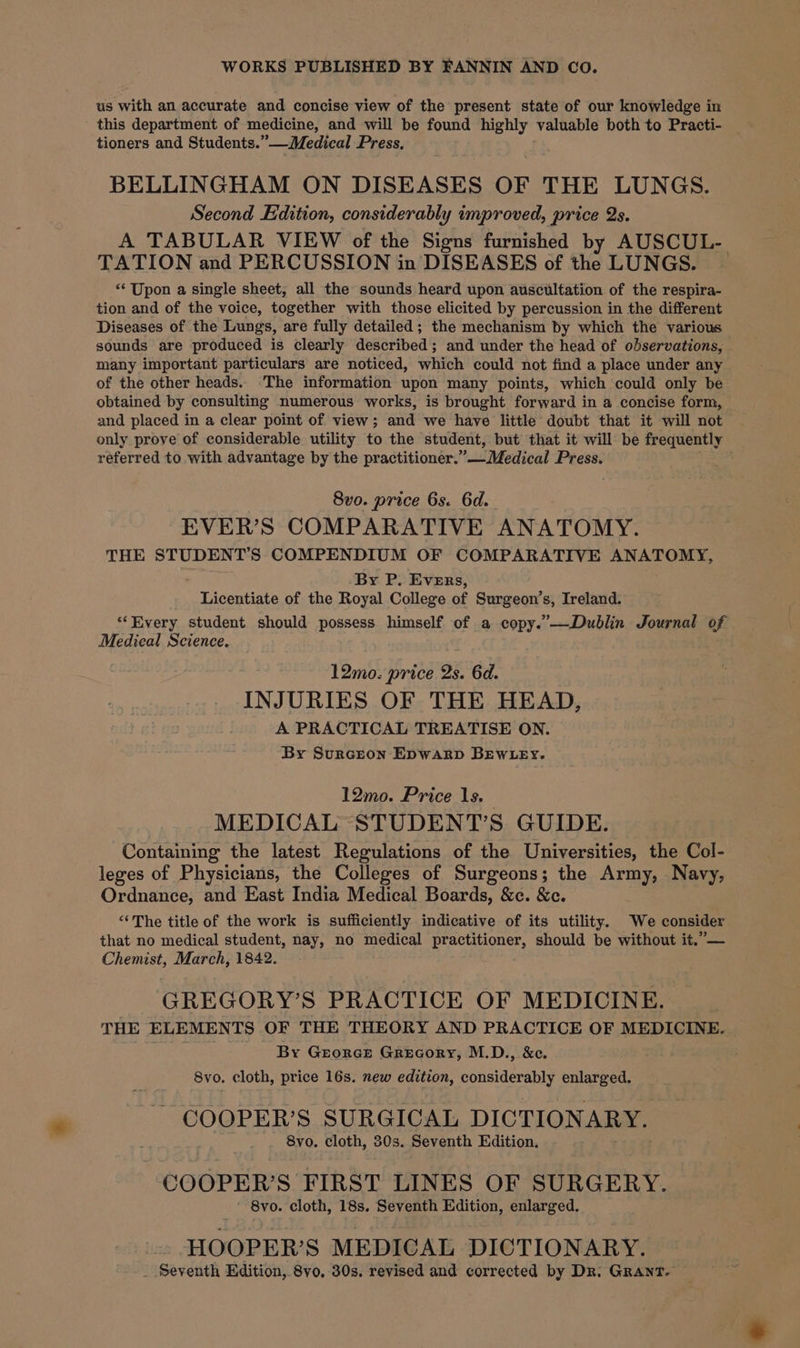 WORKS PUBLISHED BY FANNIN AND CO.
us with an accurate and concise view of the present state of our knowledge in
this department of medicine, and will be found highly valuable both to Practi-
tioners and Students.”—Medical Press.
BELLINGHAM ON DISEASES OF THE LUNGS.
Second Edition, considerably improved, price 2s.
A TABULAR VIEW of the Signs furnished by AUSCUL-
TATION and PERCUSSION in DISEASES of the LUNGS.
“Upon a single sheet, all the sounds heard upon auscultation of the respira-
tion and of the voice, together with those elicited by percussion in the different
Diseases of the Lungs, are fully detailed; the mechanism by which the various
sounds are produced is clearly described; and under the head of observations,
many important particulars are noticed, which could not find a place under any
of the other heads. The information upon many points, which could only be
obtained by consulting numerous works, is brought forward in a concise form,
and placed in a clear point of view; and we have little doubt that it will not
only prove of considerable utility to the student, but that it will be frequently
referred to with advantage by the practitioner.”—Medical Press.
8vo. price 6s. 6d.
EVER’S COMPARATIVE ANATOMY.
THE STUDENT’S COMPENDIUM OF COMPARATIVE ANATOMY,
By P. Evers,
Licentiate of the Royal College of Surgeon’s, Ireland.
“Every student should possess himself of a copy.”—Dublin Journal of
Medical Science.
12mo. price 2s. 6d.
INJURIES OF THE HEAD,
A PRACTICAL TREATISE ON.
By Surgeon Edward Bewley.
12mo. Price 1s.
MEDICAL STUDENT’S GUIDE.
Containing the latest Regulations of the Universities, the Col-
leges of Physicians, the Colleges of Surgeons; the Army, Navy,
Ordnance, and East India Medical Boards, &c. &c.
“The title of the work is sufficiently indicative of its utility. We consider
that no medical student, nay, no medical practitioner, should be without it.”—
Chemist, March, 1842.
GREGORY’S PRACTICE OF MEDICINE.
THE ELEMENTS OF THE THEORY AND PRACTICE OF MEDICINE.
By George Gregory, M.D., &c.
8vo. cloth, price 16s. new edition, considerably enlarged.
COOPER’S SURGICAL DICTIONARY.
8vo. cloth, 30s. Seventh Edition.
COOPER’S FIRST LINES OF SURGERY.
8vo. cloth, 18s. Seventh Edition, enlarged.
HOOPER’S MEDICAL DICTIONARY.
Seventh Edition, 8vo. 30s. revised and corrected by Dr. Grant.